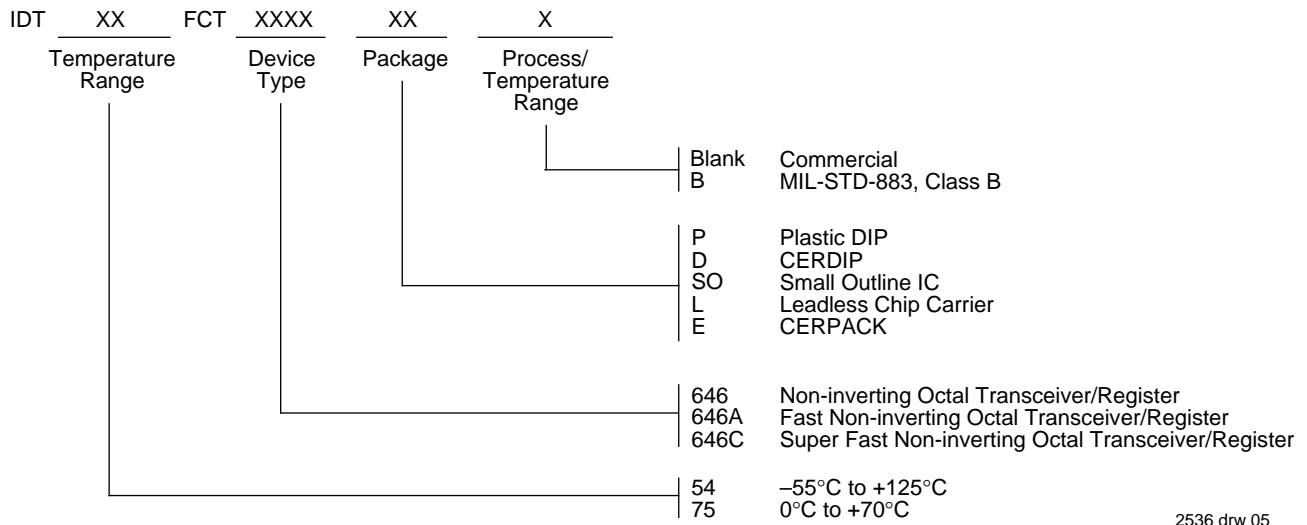 IDT XX FCT XXXX XX X
Temperature Range
Device Type
Package
Process/ Temperature Range
Blank Commercial
B MIL-STD-883, Class B
P Plastic DIP
D CERDIP
SO Small Outline IC
L Leadless Chip Carrier
E CERPACK
646 Non-inverting Octal Transceiver/Register
646A Fast Non-inverting Octal Transceiver/Register
646C Super Fast Non-inverting Octal Transceiver/Register
54 –55°C to +125°C
75 0°C to +70°C
2536 drw 05